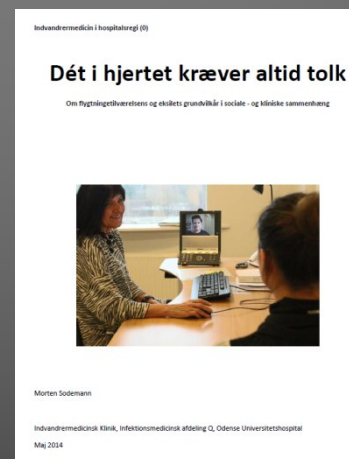 Indvandrermedicin i hospitalsregi (0)
Dét i hjertet kræver altid tolk
Om flygtningetilværelsens og eksilets grundvilkår i sociale - og kliniske sammenhæng
Morten Sodemann
Indvandrermedicinsk Klinik, Infektionsmedicinsk afdeling Q, Odense Universitetshospital
Maj 2014